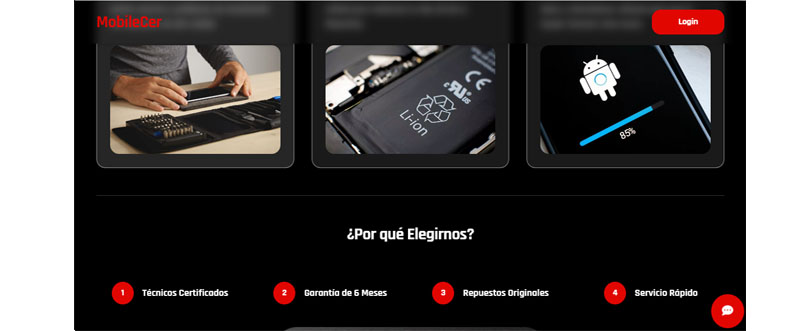 MobileCer
Login
Li-ion
85%
¿Por qué Elegirnos?
1 Técnicos Certificados
2 Garantía de 6 Meses
3 Repuestos Originales
4 Servicio Rápido